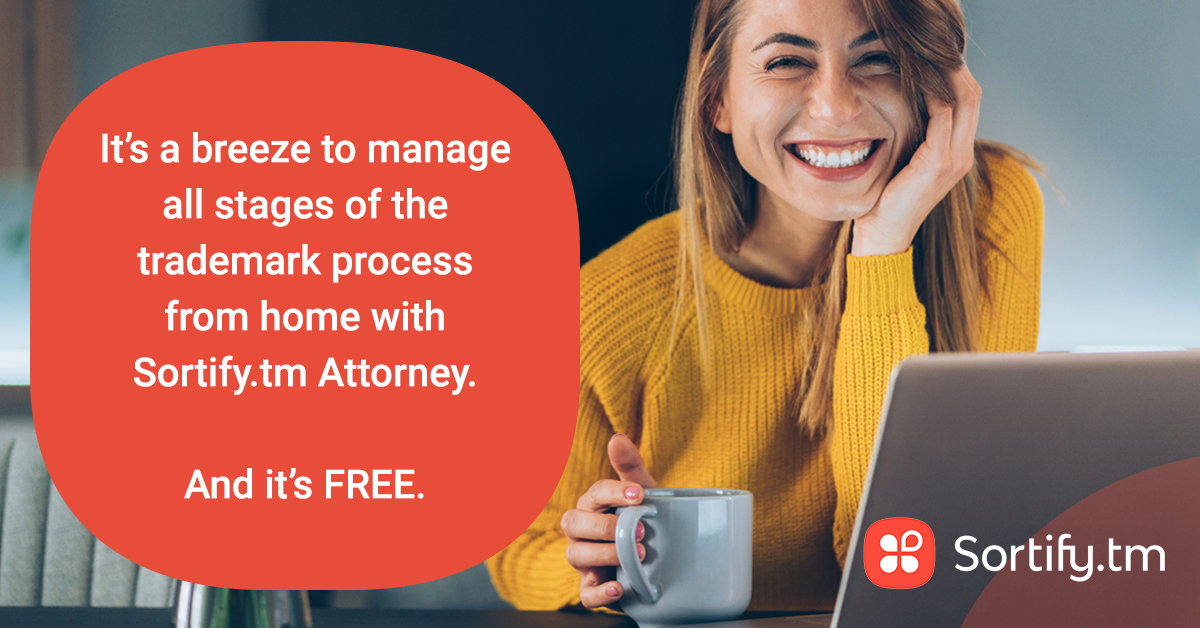 It's a breeze to manage
all stages of the
trademark process
from home with
Sortify.tm Attorney.
And it's FREE.
Sortify.tm